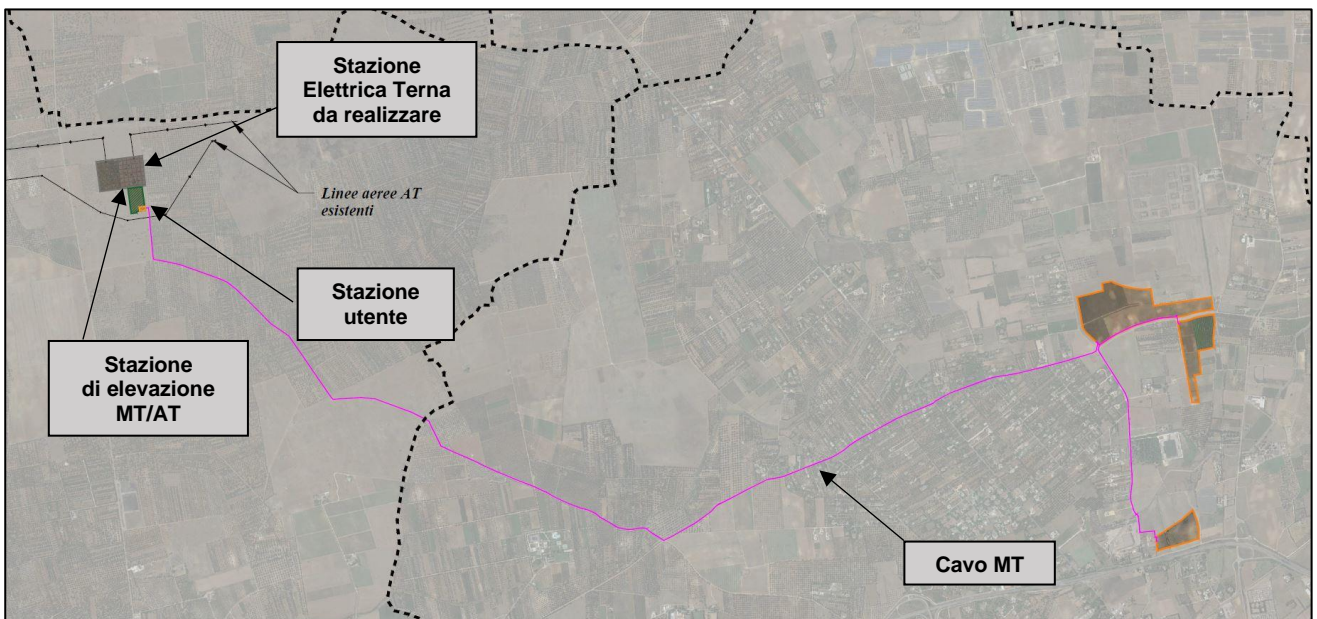 Stazione
Elettrica Terna
da realizzare
Linee aeree AT
esistenti
Stazione
utente
Stazione
di elevazione
MT/AT
Cavo MT